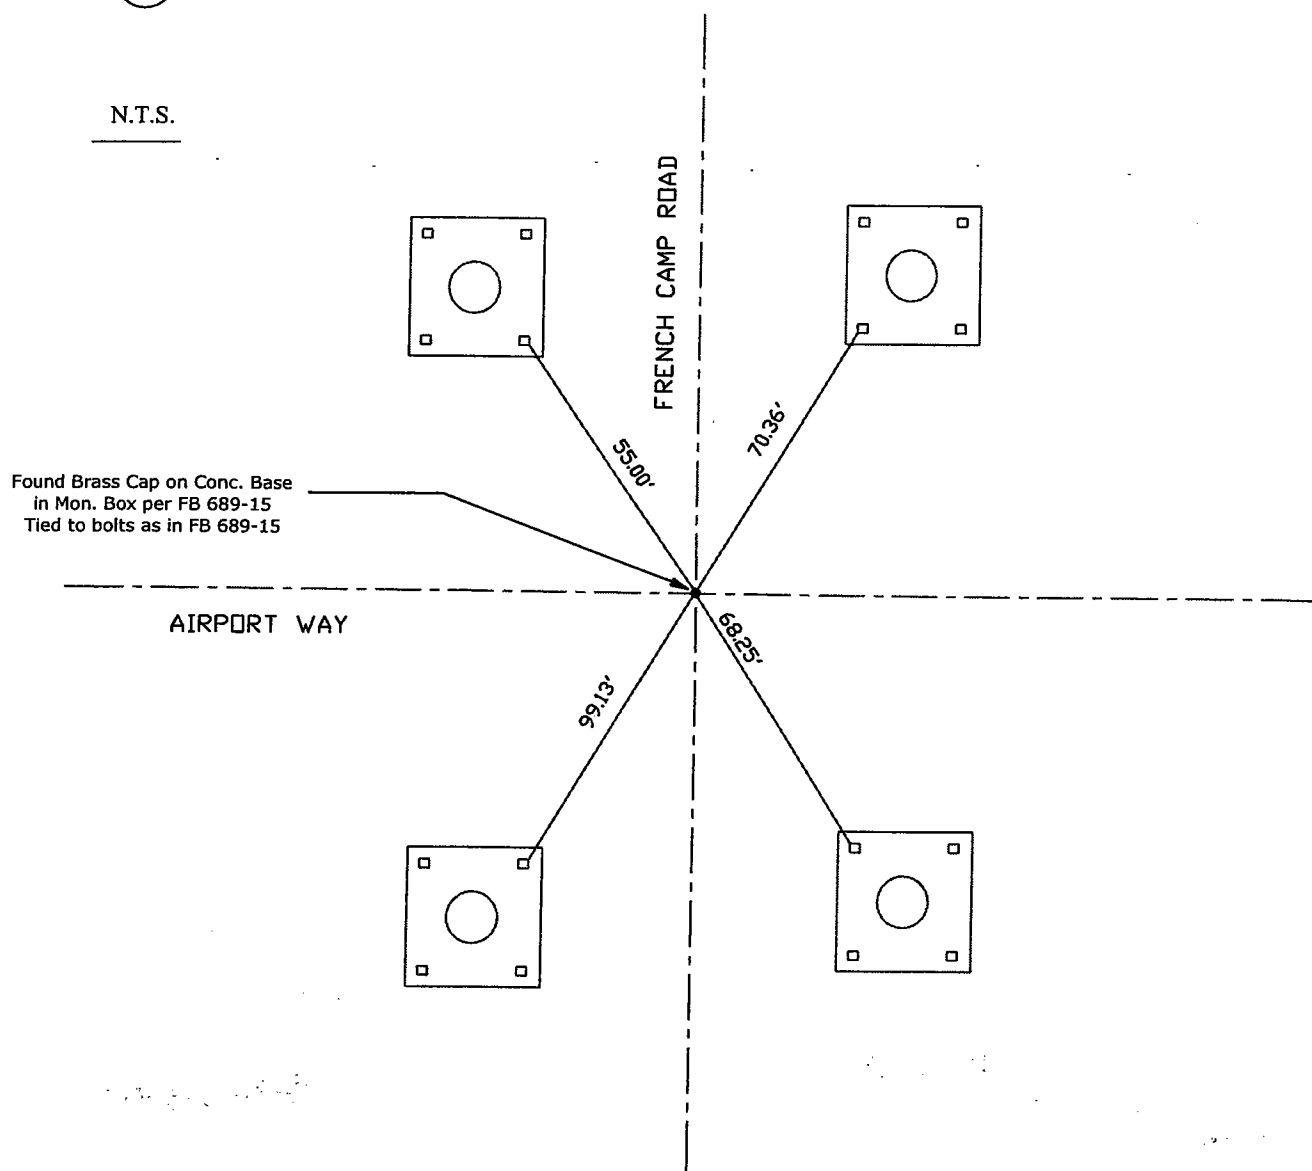 N.T.S.
FRENCH CAMP ROAD
55.00'
70.36'
Found Brass Cap on Conc. Base
in Mon. Box per FB 689-15
Tied to bolts as in FB 689-15
AIRPORT WAY
68.25'
99.13'